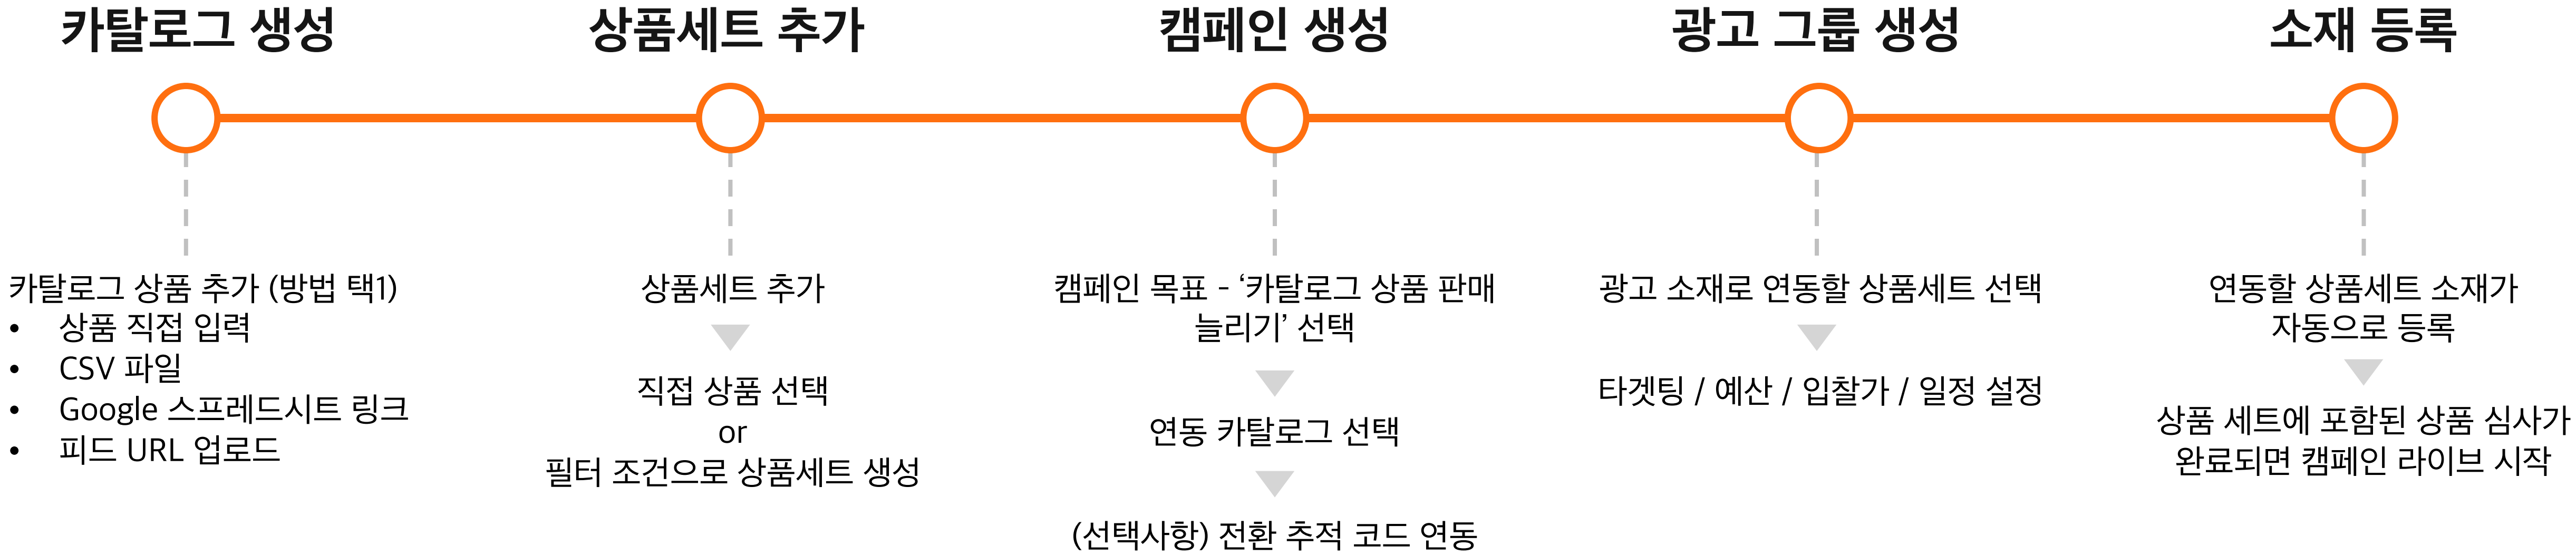 카탈로그 생성
상품세트 추가
캠페인 생성
광고 그룹 생성
소재 등록
카탈로그 상품 추가 (방법 택1)
• 상품 직접 입력
• CSV 파일
• Google 스프레드시트 링크
• 피드 URL 업로드
상품세트 추가
직접 상품 선택
or
필터 조건으로 상품세트 생성
캠페인 목표 - ‘카탈로그 상품 판매
늘리기’ 선택
연동 카탈로그 선택
(선택사항) 전환 추적 코드 연동
광고 소재로 연동할 상품세트 선택
타겟팅 / 예산 / 입찰가 / 일정 설정
연동할 상품세트 소재가
자동으로 등록
상품 세트에 포함된 상품 심사가
완료되면 캠페인 라이브 시작